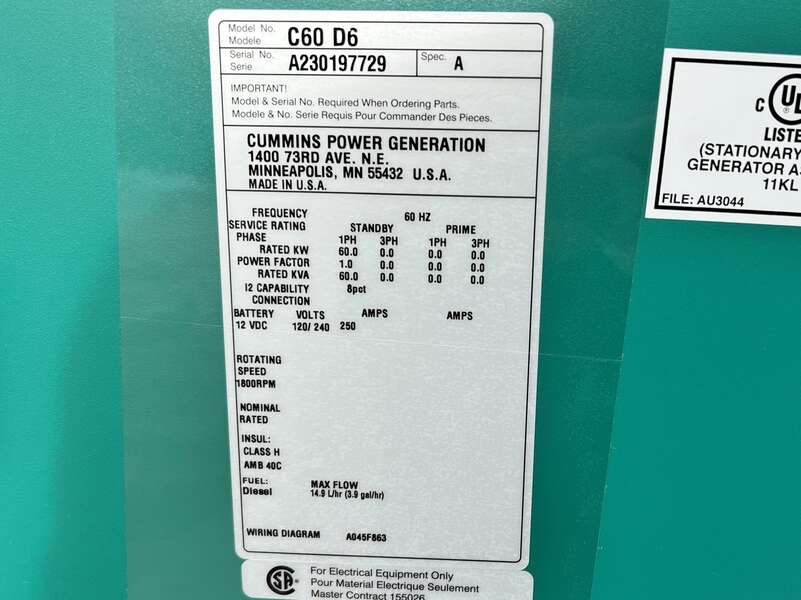 Model No.
Modele C60 D6
Serial No.
Serie A230197729 Spec. A
IMPORTANT!
Model & Serial No. Required When Ordering Parts.
Modele & No. Serie Requis Pour Commander Des Pieces.
CUMMINS POWER GENERATION
1400 73RD AVE. N.E.
MINNEAPOLIS, MN 55432 U.S.A.
MADE IN U.S.A.
FREQUENCY 60 HZ
SERVICE RATING STANDBY PRIME
PHASE 1PH 3PH 1PH 3PH
RATED KW 60.0 0.0 0.0 0.0
POWER FACTOR 1.0 0.0 0.0 0.0
RATED KVA 60.0 0.0 0.0 0.0
I2 CAPABILITY 8pct
CONNECTION
BATTERY VOLTS AMPS AMPS
12 VDC 120/240 250
ROTATING
SPEED
1800RPM
NOMINAL
RATED
INSUL:
CLASS H
AMB 40C
FUEL: MAX FLOW
Diesel 14.9 L/hr (3.9 gal/hr)
WIRING DIAGRAM A045F863
CSA
For Electrical Equipment Only
Pour Material Electrique Seulement
Master Contract 155026
C UL
®
LISTE
(STATIONARY
GENERATOR AS
11KL
FILE: AU3044